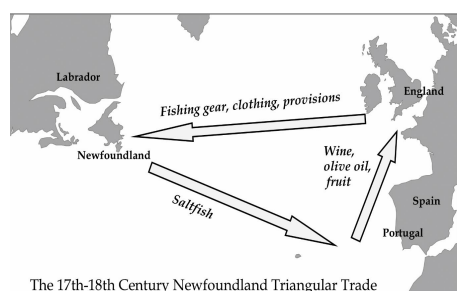 Labrador
England
Fishing gear, clothing, provisions
Newfoundland
Wine,
olive oil,
fruit
Saltfish
Spain
Portugal
The 17th-18th Century Newfoundland Triangular Trade